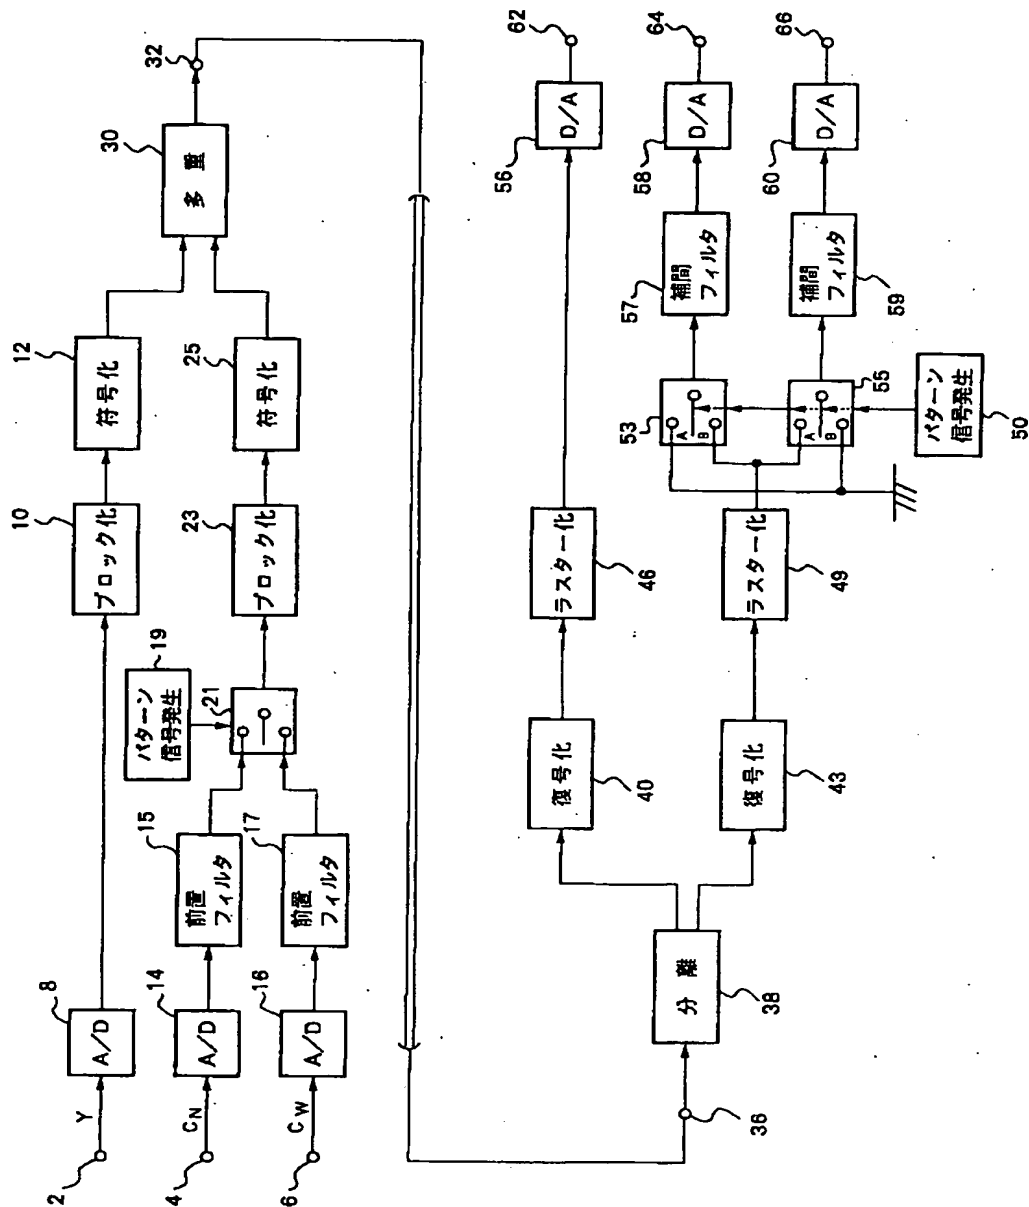 2
Y
8
A/D
10
ブロック化
12
符号化
30
多重
32
4
CN
14
A/D
15
前置
フィルタ
19
パターン
信号発生
21
23
ブロック化
25
符号化
6
CW
16
A/D
17
前置
フィルタ
36
38
分離
40
復号化
46
ラスター化
56
D/A
62
43
復号化
49
ラスター化
53
A
B
57
補間
フィルタ
58
D/A
64
55
A
B
59
補間
フィルタ
60
D/A
66
50
パターン
信号発生